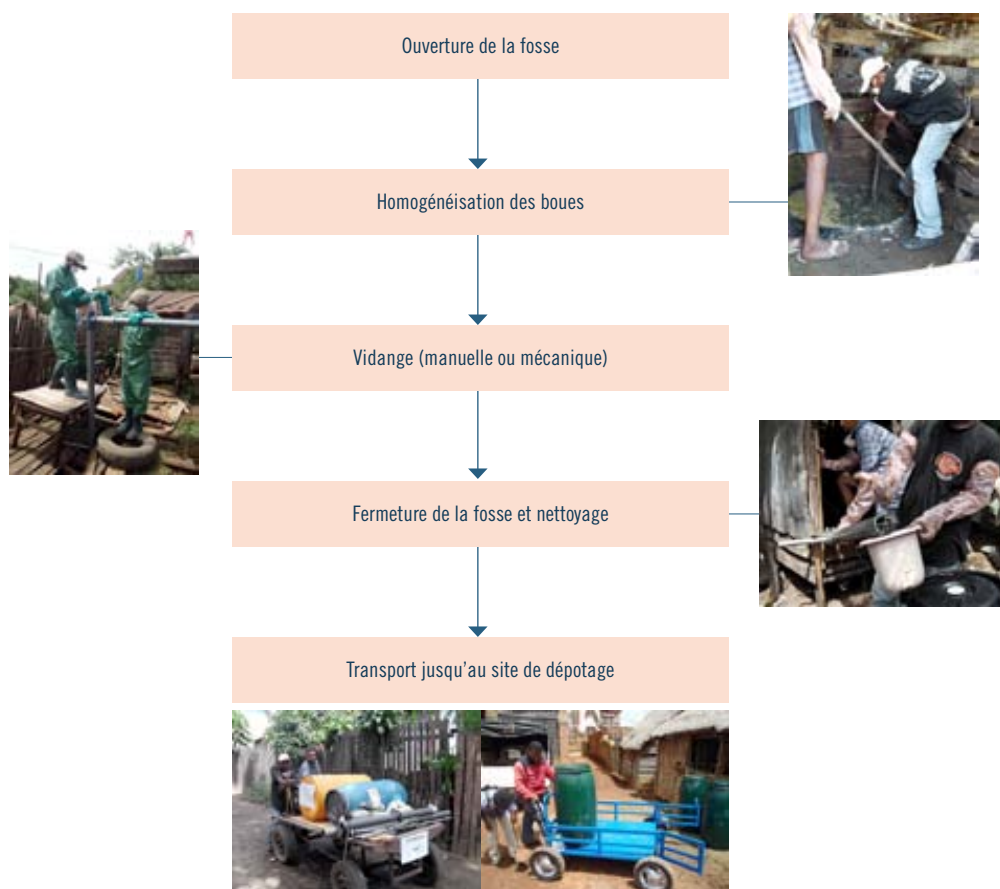 Ouverture de la fosse
Homogénéisation des boues
Vidange (manuelle ou mécanique)
Fermeture de la fosse et nettoyage
Transport jusqu'au site de dépotage